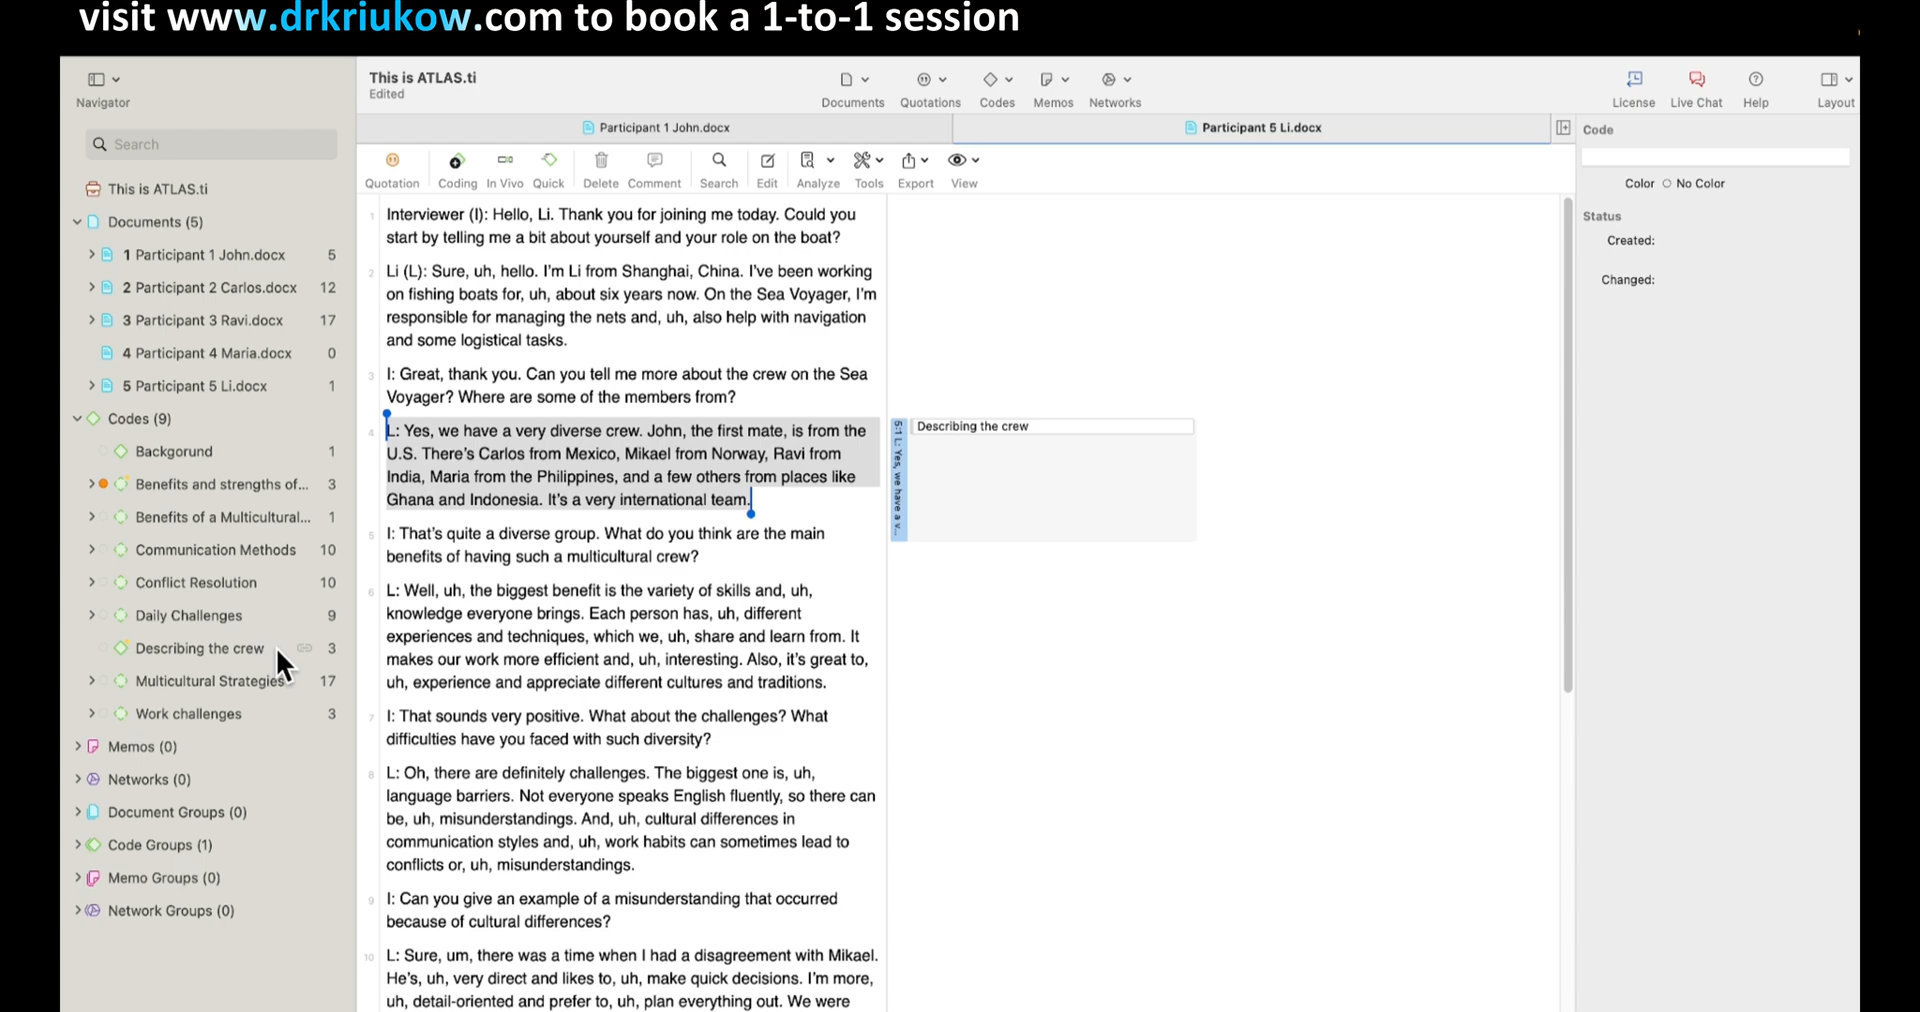 visit www.drkriukow.com to book a 1-to-1 session
Navigator
This is ATLAS.ti
Edited
Documents
Quotations
Codes
Memos
Networks
License
Live Chat
Help
Layout
Search
This is ATLAS.ti
Documents (5)
1 Participant 1 John.docx 5
2 Participant 2 Carlos.docx 12
3 Participant 3 Ravi.docx 17
4 Participant 4 Maria.docx 0
5 Participant 5 Li.docx 1
Codes (9)
Backgorund 1
Benefits and strengths of... 3
Benefits of a Multicultural... 1
Communication Methods 10
Conflict Resolution 10
Daily Challenges 9
Describing the crew 3
Multicultural Strategies 17
Work challenges 3
Memos (0)
Networks (0)
Document Groups (0)
Code Groups (1)
Memo Groups (0)
Network Groups (0)
Participant 1 John.docx
Participant 5 Li.docx
Quotation
Coding
In Vivo
Quick
Delete
Comment
Search
Edit
Analyze
Tools
Export
View
1 Interviewer (I): Hello, Li. Thank you for joining me today. Could you
start by telling me a bit about yourself and your role on the boat?
2 Li (L): Sure, uh, hello. I'm Li from Shanghai, China. I've been working
on fishing boats for, uh, about six years now. On the Sea Voyager, I'm
responsible for managing the nets and, uh, also help with navigation
and some logistical tasks.
3 I: Great, thank you. Can you tell me more about the crew on the Sea
Voyager? Where are some of the members from?
4 L: Yes, we have a very diverse crew. John, the first mate, is from the
U.S. There's Carlos from Mexico, Mikael from Norway, Ravi from
India, Maria from the Philippines, and a few others from places like
Ghana and Indonesia. It's a very international team.
5 I: That's quite a diverse group. What do you think are the main
benefits of having such a multicultural crew?
6 L: Well, uh, the biggest benefit is the variety of skills and, uh,
knowledge everyone brings. Each person has, uh, different
experiences and techniques, which we, uh, share and learn from. It
makes our work more efficient and, uh, interesting. Also, it's great to,
uh, experience and appreciate different cultures and traditions.
7 I: That sounds very positive. What about the challenges? What
difficulties have you faced with such diversity?
8 L: Oh, there are definitely challenges. The biggest one is, uh,
language barriers. Not everyone speaks English fluently, so there can
be, uh, misunderstandings. And, uh, cultural differences in
communication styles and, uh, work habits can sometimes lead to
conflicts or, uh, misunderstandings.
9 I: Can you give an example of a misunderstanding that occurred
because of cultural differences?
10 L: Sure, um, there was a time when I had a disagreement with Mikael.
He's, uh, very direct and likes to, uh, make quick decisions. I'm more,
uh, detail-oriented and prefer to, uh, plan everything out. We were
5:1 L: Yes, we have a v...
Describing the crew
Code
Color No Color
Status
Created:
Changed: